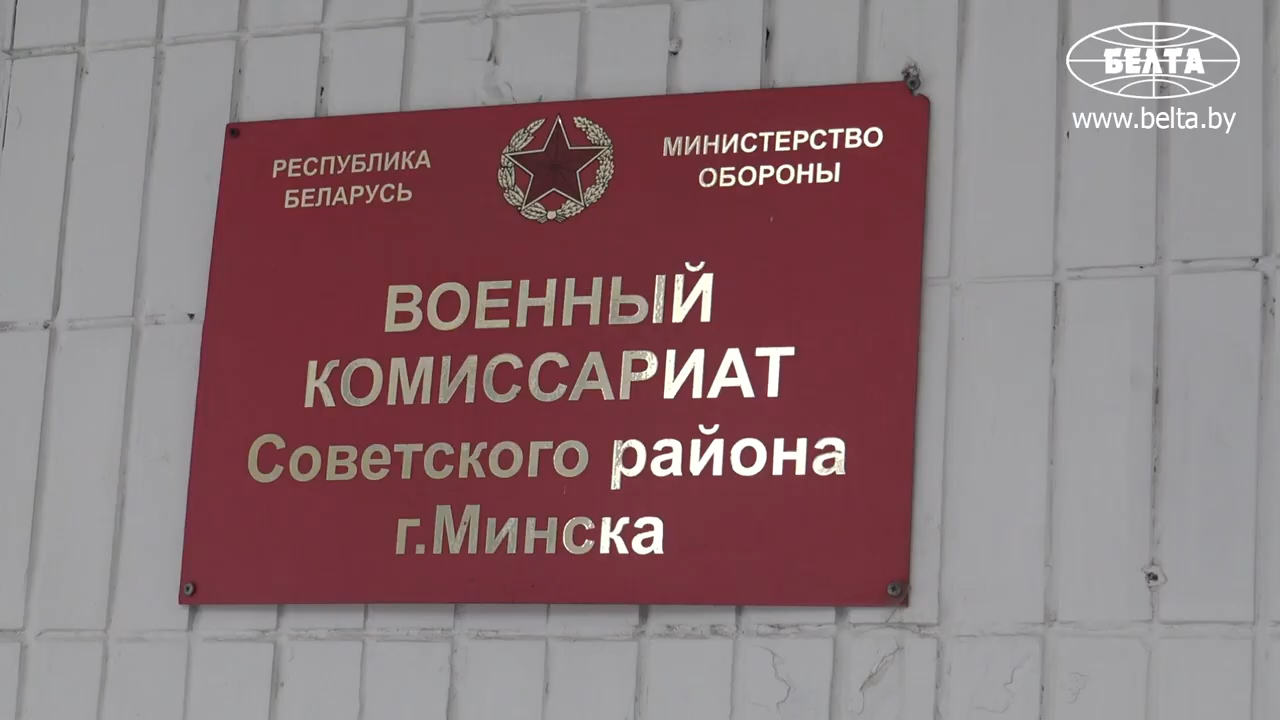 БЕЛТА
www.belta.by
РЕСПУБЛИКА
БЕЛАРУСЬ
МИНИСТЕРСТВО
ОБОРОНЫ
ВОЕННЫЙ
КОМИССАРИАТ
Советского района
г.Минска